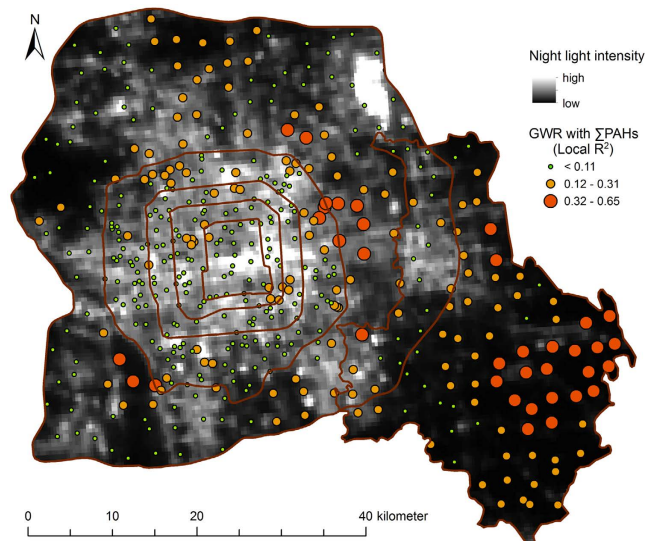 N
Night light intensity
high
low
GWR with ∑PAHs
(Local R²)
< 0.11
0.12 - 0.31
0.32 - 0.65
0 10 20 40 kilometer